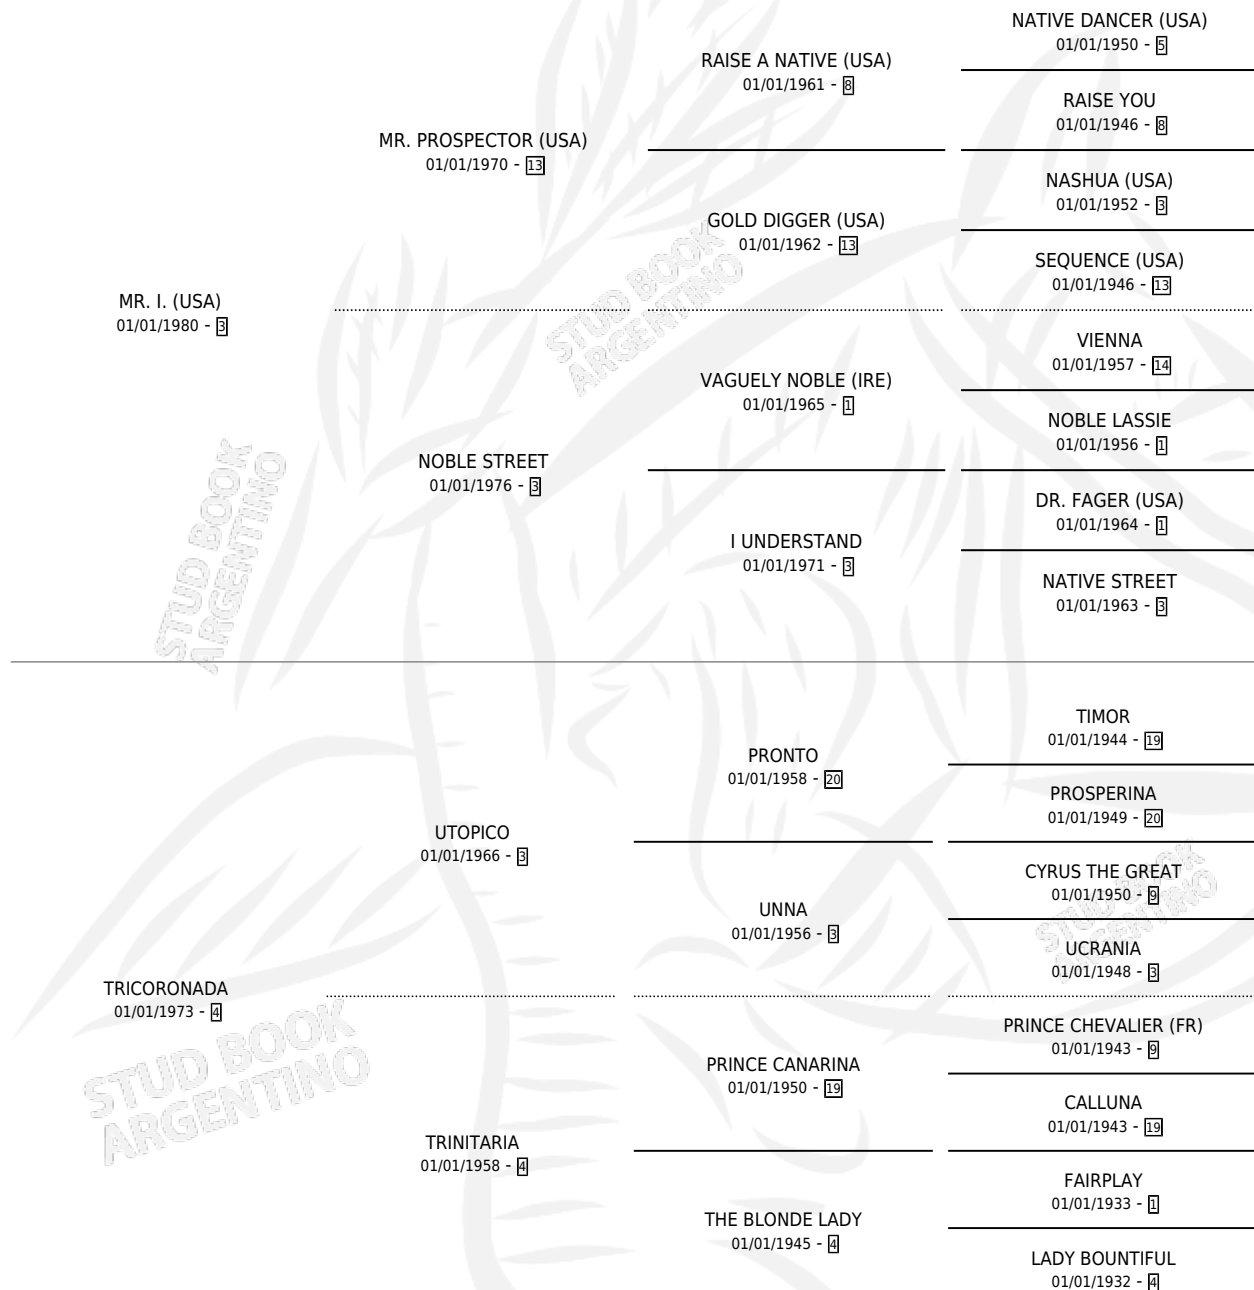 NATIVE DANCER (USA)
01/01/1950 - 5
RAISE A NATIVE (USA)
01/01/1961 - 8
RAISE YOU
01/01/1946 - 8
MR. PROSPECTOR (USA)
01/01/1970 - 13
NASHUA (USA)
01/01/1952 - 3
GOLD DIGGER (USA)
01/01/1962 - 13
SEQUENCE (USA)
01/01/1946 - 13
MR. I. (USA)
01/01/1980 - 3
STUD BOOK
ARGENTINO
VIENNA
01/01/1957 - 14
VAGUELY NOBLE (IRE)
01/01/1965 - 1
NOBLE LASSIE
01/01/1956 - 1
NOBLE STREET
01/01/1976 - 3
DR. FAGER (USA)
01/01/1964 - 1
I UNDERSTAND
01/01/1971 - 3
NATIVE STREET
01/01/1963 - 3
STUD BOOK
ARGENTINO
TIMOR
01/01/1944 - 19
PRONTO
01/01/1958 - 20
PROSPERINA
01/01/1949 - 20
UTOPICO
01/01/1966 - 3
CYRUS THE GREAT
01/01/1950 - 9
UNNA
01/01/1956 - 3
UCRANIA
01/01/1948 - 3
STUD BOOK
ARGENTINO
TRICORONADA
01/01/1973 - 4
PRINCE CHEVALIER (FR)
01/01/1943 - 9
PRINCE CANARINA
01/01/1950 - 19
CALLUNA
01/01/1943 - 19
STUD BOOK
ARGENTINO
TRINITARIA
01/01/1958 - 4
FAIRPLAY
01/01/1933 - 1
THE BLONDE LADY
01/01/1945 - 4
LADY BOUNTIFUL
01/01/1932 - 4